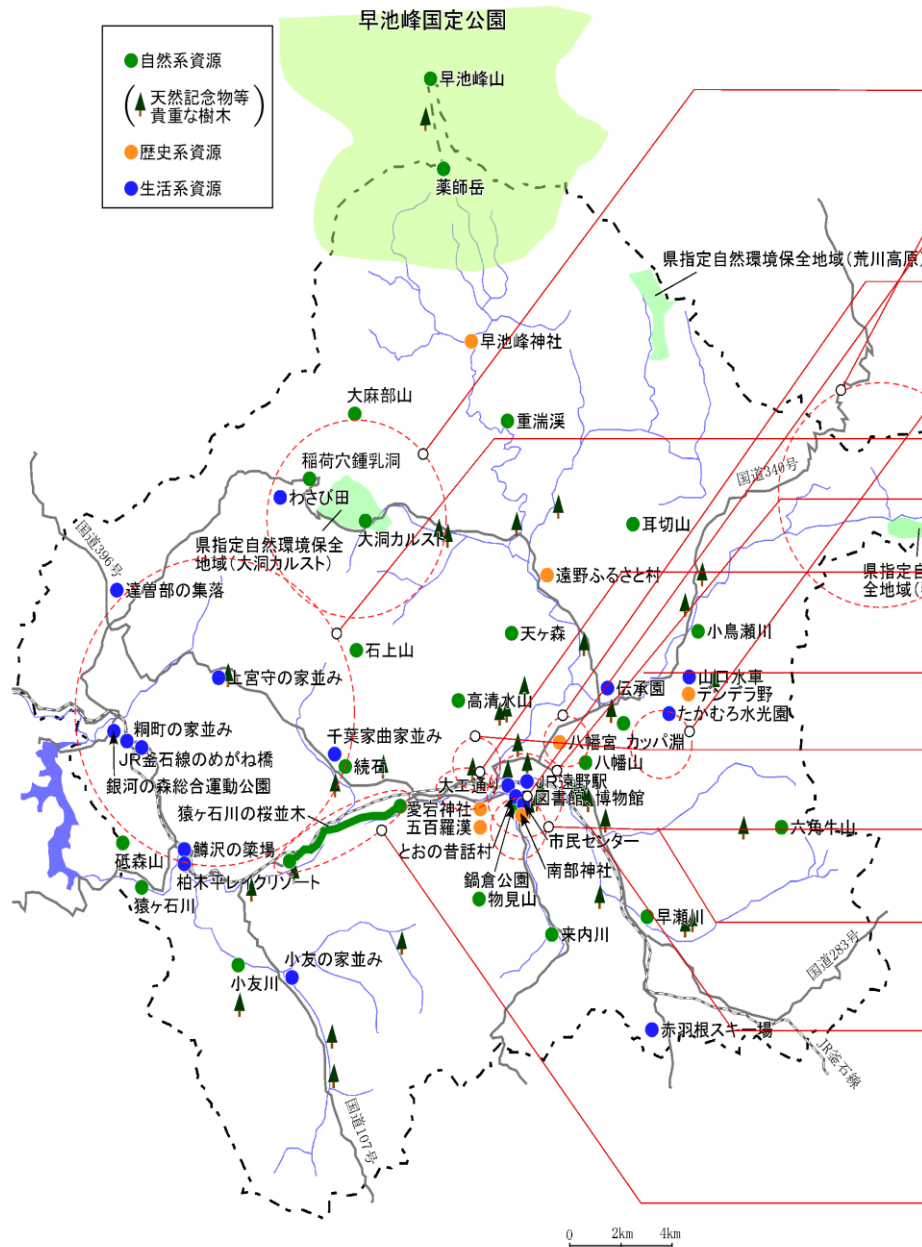 早池峰国定公園
自然系資源
天然記念物等
貴重な樹木
歴史系資源
生活系資源
早池峰山
薬師岳
県指定自然環境保全地域(荒川高原)
早池峰神社
大麻部山
重湍渓
稲荷穴鍾乳洞
わさび田
国道340号
大洞カルスト
耳切山
県指定自然環境保全
地域(大洞カルスト)
国道396号
県指定自
全地域
達曽部の集落
遠野ふるさと村
天ヶ森
小烏瀬川
石上山
上宮守の家並み
山口水車
伝承園
デンデラ野
高清水山
たかむろ水光園
粡町の家並み
千葉家曲家並み
八幡宮
カッパ淵
JR釜石線のめがね橋
続石
八幡山
銀河の森総合運動公園
大工通り
JR遠野駅
図書館
博物館
猿ヶ石川の桜並木
愛宕神社
五百羅漢
六角牛山
とおの昔話村
市民センター
砥森山
鱒沢の簗場
南部神社
柏木平レイクリゾート
鍋倉公園
猿ヶ石川
物見山
早瀬川
来内川
国道283号
小友の家並み
小友川
赤羽根スキー場
JR釜石線
国道107号
0 2km 4km